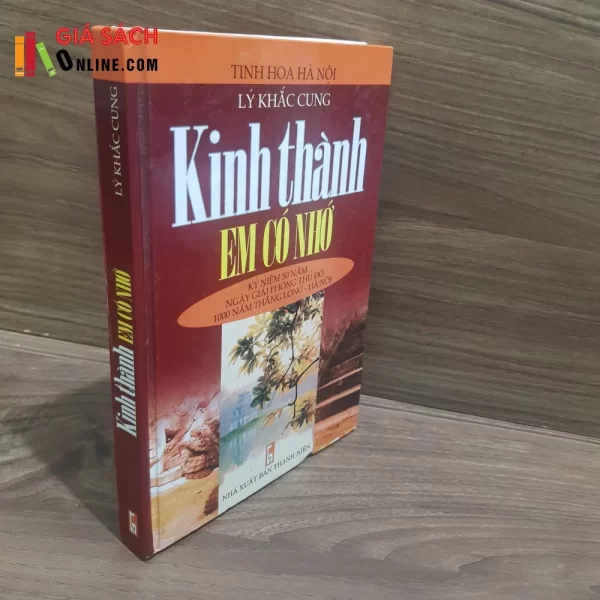 GIÁ SÁCH
ONLINE.COM
TINH HOA HÀ NỘI
LÝ KHẮC CUNG
Kinh thành
EM CÓ NHỚ
KỶ NIỆM 50 NĂM
NGÀY GIẢI PHÓNG THỦ ĐÔ
1000 NĂM THĂNG LONG - HÀ NỘI
NHÀ XUẤT BẢN THANH NIÊN
LÝ KHẮC CUNG
Kinh thành EM CÓ NHỚ